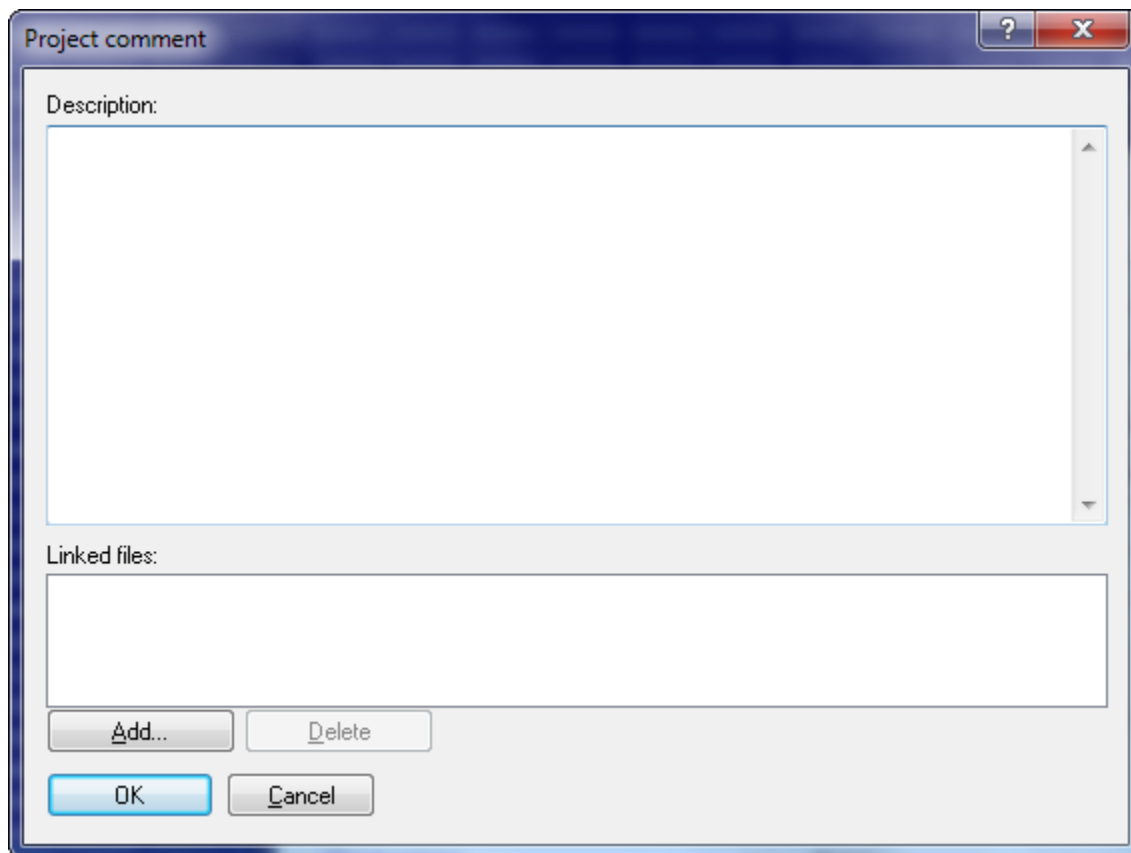 Project comment
?
Description:
Linked files:
Add...
Delete
OK
Cancel